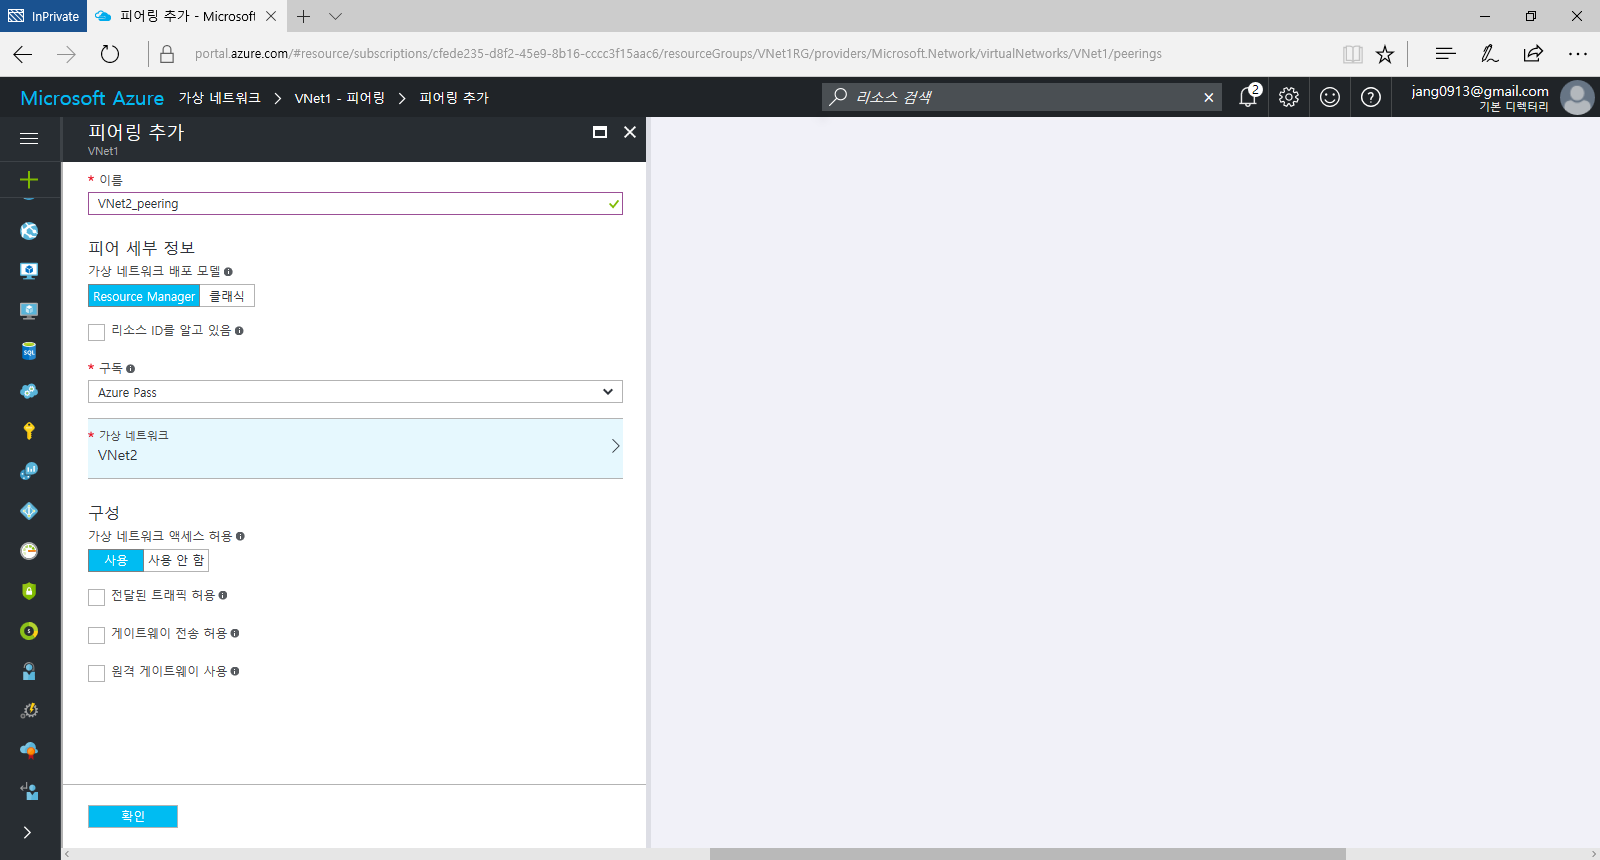 InPrivate
피어링 추가 - Microsoft
portal.azure.com/#resource/subscriptions/cfede235-d8f2-45e9-8b16-cccc3f15aac6/resourceGroups/VNet1RG/providers/Microsoft.Network/virtualNetworks/VNet1/peerings
Microsoft Azure 가상 네트워크 > VNet1 - 피어링 > 피어링 추가
리소스 검색
2
jang0913@gmail.com
기본 디렉터리
피어링 추가
VNet1
* 이름
VNet2_peering
피어 세부 정보
가상 네트워크 배포 모델
Resource Manager 클래식
리소스 ID를 알고 있음
* 구독
Azure Pass
* 가상 네트워크
VNet2
구성
가상 네트워크 액세스 허용
사용 사용 안 함
전달된 트래픽 허용
게이트웨이 전송 허용
원격 게이트웨이 사용
확인
SQL